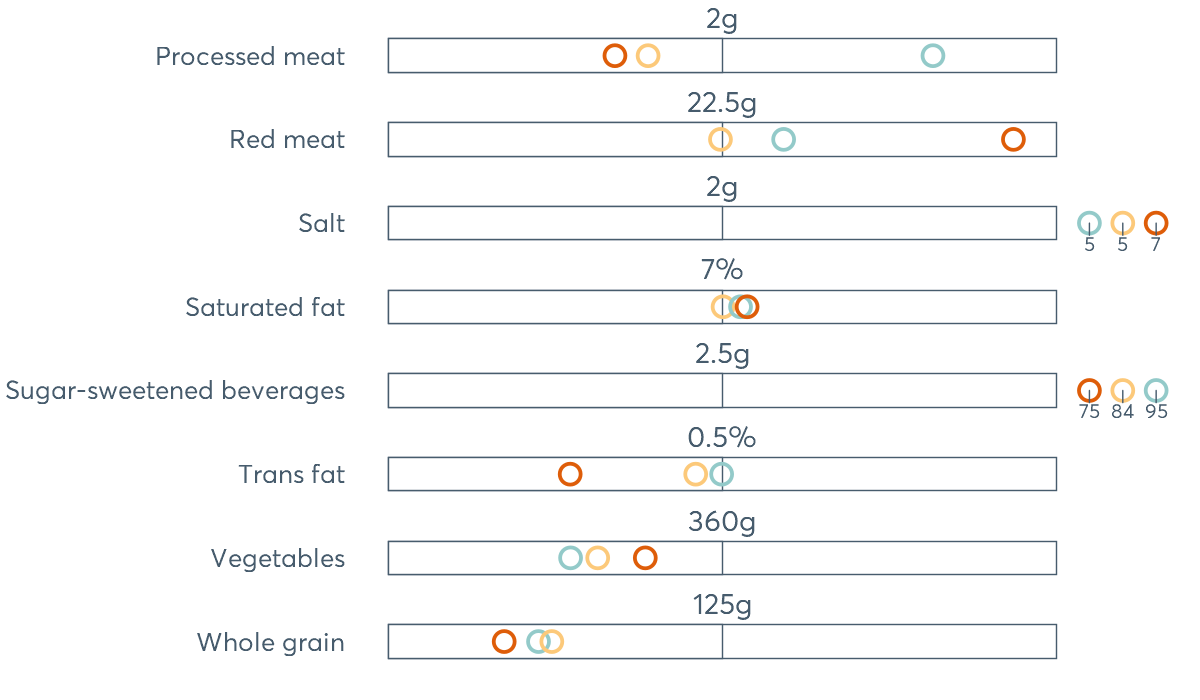 2g
Processed meat
22.5g
Red meat
2g
Salt
5 5 7
7%
Saturated fat
2.5g
Sugar-sweetened beverages
75 84 95
0.5%
Trans fat
360g
Vegetables
125g
Whole grain